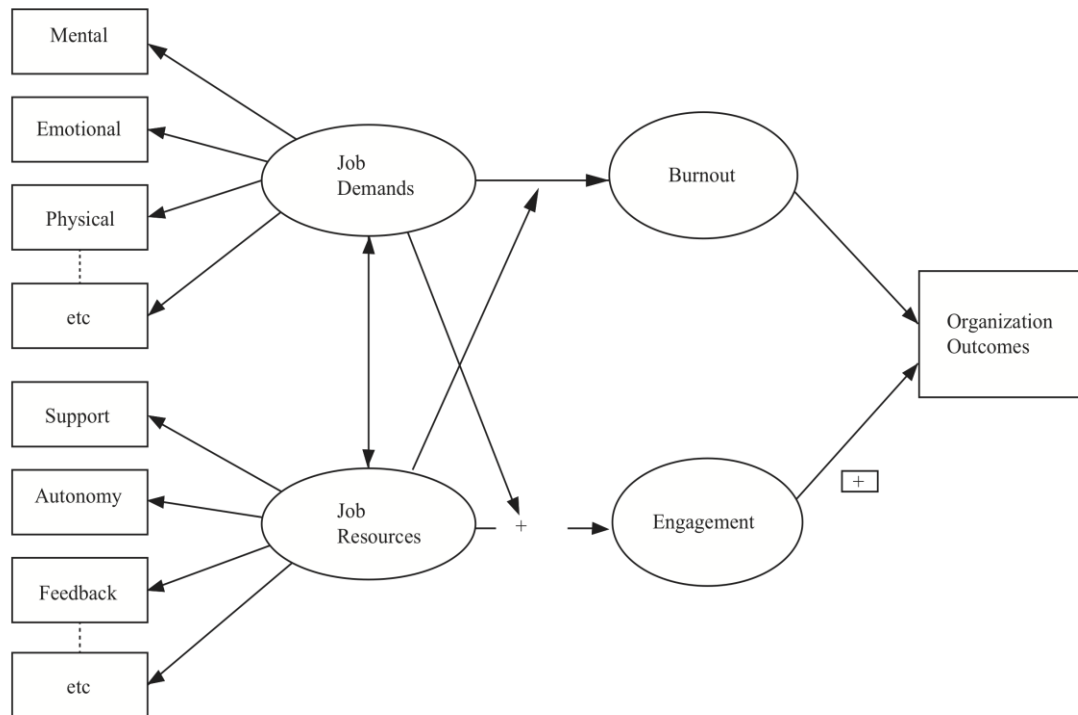 Mental
Emotional
Physical
etc
Support
Autonomy
Feedback
etc
Job
Demands
Job
Resources
+
Burnout
Engagement
+
Organization
Outcomes